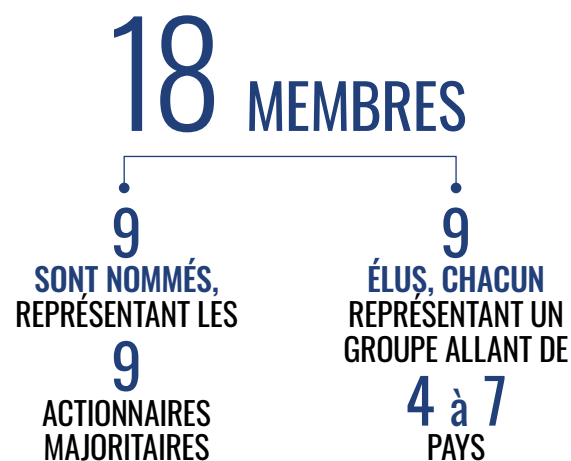 18 MEMBRES
9
SONT NOMMÉS,
REPRÉSENTANT LES
9
ACTIONNAIRES
MAJORITAIRES
9
ÉLUS, CHACUN
REPRÉSENTANT UN
GROUPE ALLANT DE
4 à 7
PAYS